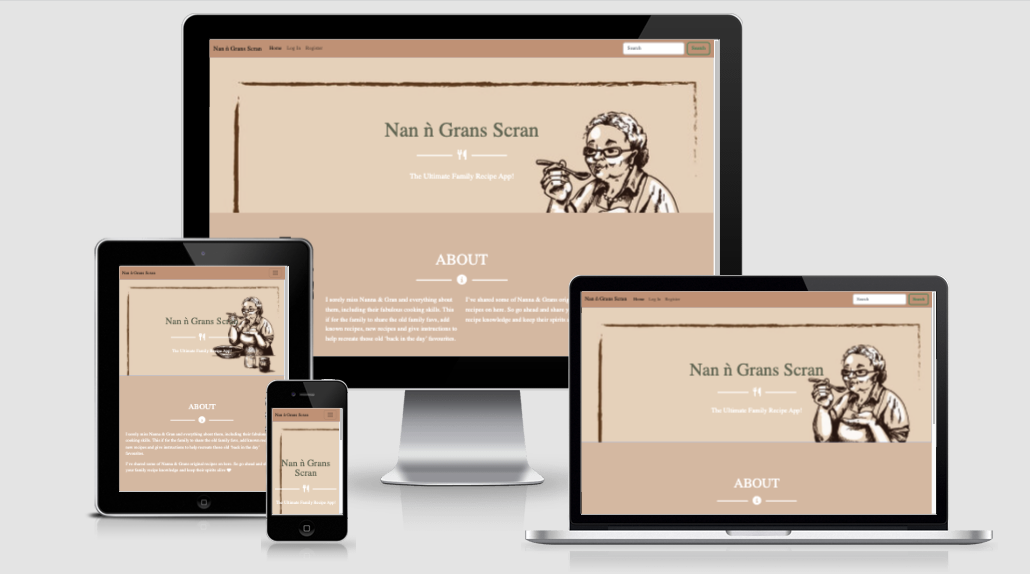 Nan ǹ Grans Scran Home Log In Register Search Search
Nan ǹ Grans Scran
The Ultimate Family Recipe App!
ABOUT
I sorely miss Nanna & Gran and everything about
them, including their fabulous cooking skills. This
if for the family to share the old family favs, add
known recipes, new recipes and give instructions to
help recreate those old 'back in the day' favourites.
I've shared some of Nanna & Grans orig
recipes on here. So go ahead and share y
recipe knowledge and keep their spirits a
Nan ǹ Grans Scran
Nan ǹ Grans Scran
The Ultimate Family Recipe App!
ABOUT
I sorely miss Nanna & Gran and everything about them, including their fabulous
cooking skills. This if for the family to share the old family favs, add known re
new recipes and give instructions to help recreate those old 'back in the day'
favourites.
I've shared some of Nanna & Grans original recipes on here. So go ahead and sh
your family recipe knowledge and keep their spirits alive
Nan ǹ Grans Scran
Nan ǹ Grans
Scran
The Ultimate Family Recipe App!
Nan ǹ Grans Scran Home Log In Register Search Search
Nan ǹ Grans Scran
The Ultimate Family Recipe App!
ABOUT